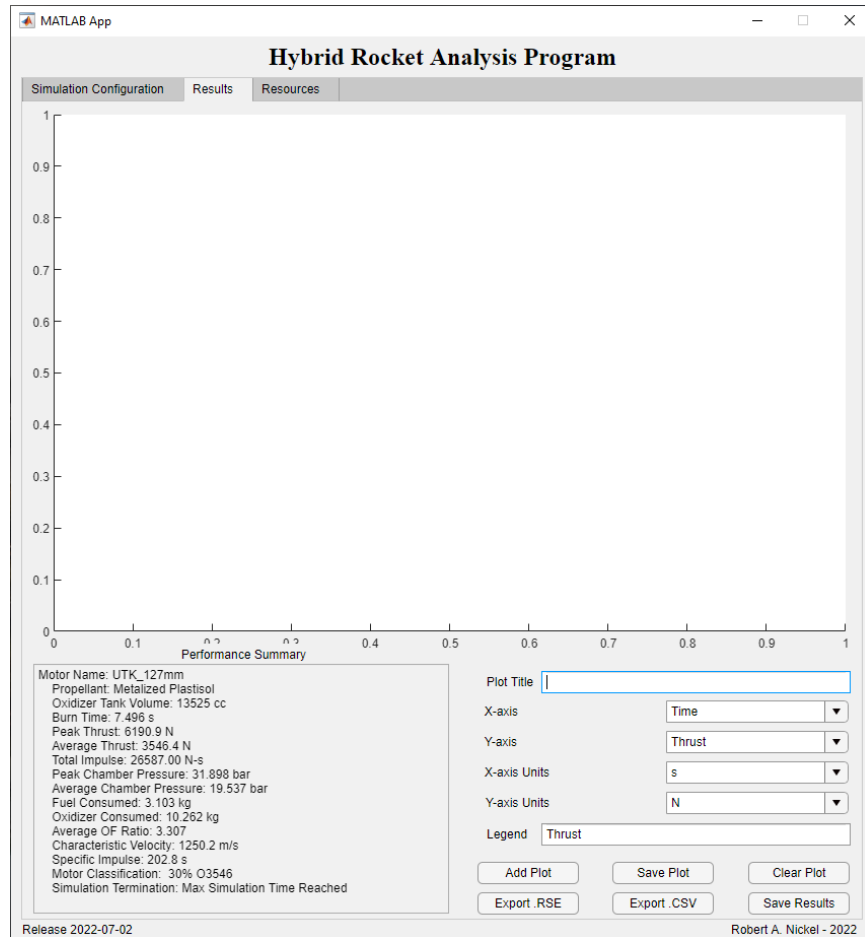 MATLAB App
Hybrid Rocket Analysis Program
Simulation Configuration Results Resources
1
0.9
0.8
0.7
0.6
0.5
0.4
0.3
0.2
0.1
0
0 0.1 0.2 0.3 0.4 0.5 0.6 0.7 0.8 0.9 1
Performance Summary
Motor Name: UTK_127mm
Propellant: Metalized Plastisol
Oxidizer Tank Volume: 13525 cc
Burn Time: 7.496 s
Peak Thrust: 6190.9 N
Average Thrust: 3546.4 N
Total Impulse: 26587.00 N-s
Peak Chamber Pressure: 31.898 bar
Average Chamber Pressure: 19.537 bar
Fuel Consumed: 3.103 kg
Oxidizer Consumed: 10.262 kg
Average OF Ratio: 3.307
Characteristic Velocity: 1250.2 m/s
Specific Impulse: 202.8 s
Motor Classification: 30% O3546
Simulation Termination: Max Simulation Time Reached
Plot Title
X-axis Time
Y-axis Thrust
X-axis Units s
Y-axis Units N
Legend Thrust
Add Plot Save Plot Clear Plot
Export .RSE Export .CSV Save Results
Release 2022-07-02 Robert A. Nickel - 2022